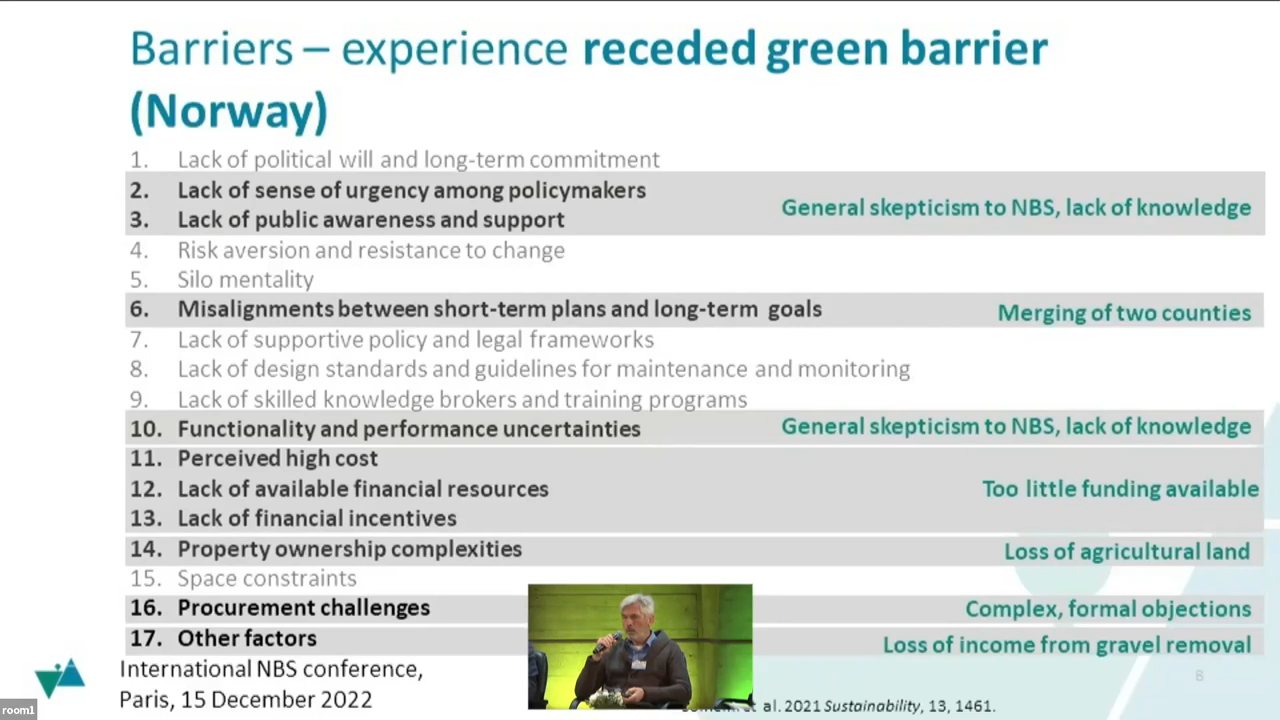 Barriers – experience receded green barrier
(Norway)
1. Lack of political will and long-term commitment
2. Lack of sense of urgency among policymakers
3. Lack of public awareness and support
General skepticism to NBS, lack of knowledge
4. Risk aversion and resistance to change
5. Silo mentality
6. Misalignments between short-term plans and long-term goals
Merging of two counties
7. Lack of supportive policy and legal frameworks
8. Lack of design standards and guidelines for maintenance and monitoring
9. Lack of skilled knowledge brokers and training programs
10. Functionality and performance uncertainties
General skepticism to NBS, lack of knowledge
11. Perceived high cost
12. Lack of available financial resources
Too little funding available
13. Lack of financial incentives
14. Property ownership complexities
Loss of agricultural land
15. Space constraints
16. Procurement challenges
Complex, formal objections
17. Other factors
Loss of income from gravel removal
International NBS conference,
Paris, 15 December 2022
8
et al. 2021 Sustainability, 13, 1461.
room1